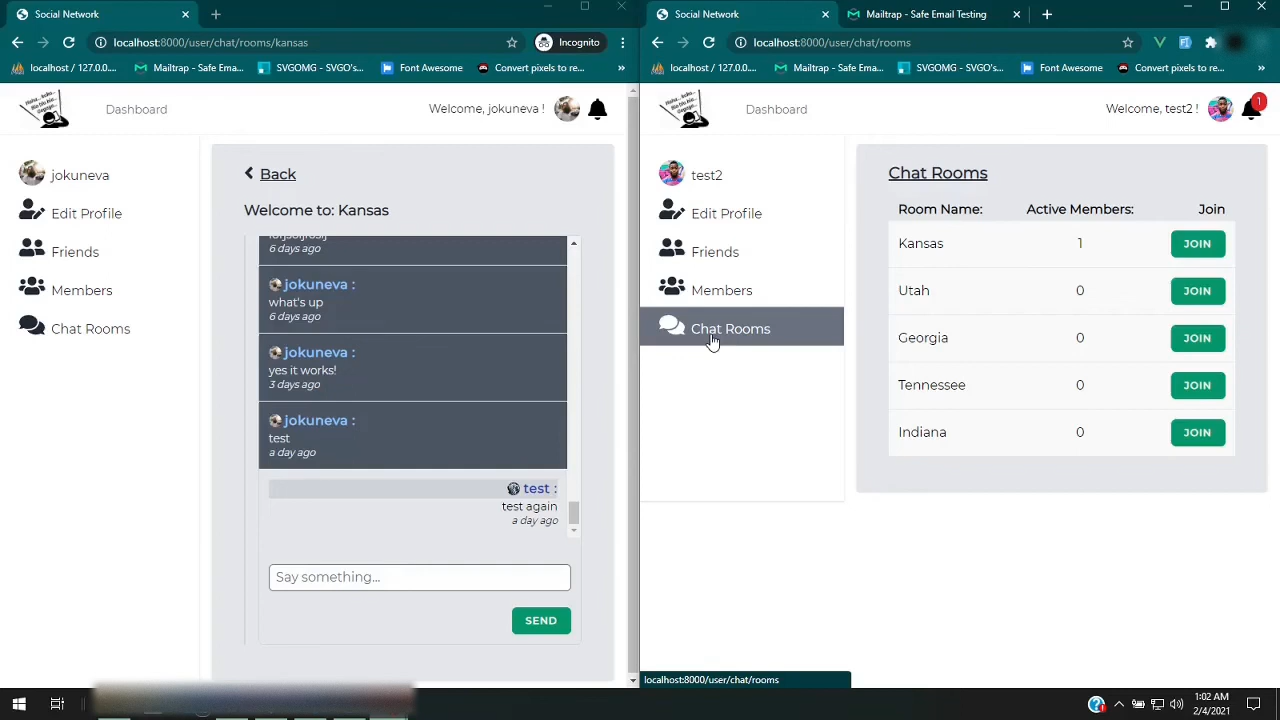 Social Network
localhost:8000/user/chat/rooms/kansas
Incognito
localhost / 127.0.0....
Mailtrap - Safe Ema...
SVGOMG - SVGO's...
Font Awesome
Convert pixels to re...
»
Dashboard
Welcome, jokuneva !
jokuneva
Edit Profile
Friends
Members
Chat Rooms
Back
Welcome to: Kansas
6 days ago
jokuneva :
what's up
6 days ago
jokuneva :
yes it works!
3 days ago
jokuneva :
test
a day ago
test :
test again
a day ago
Say something...
SEND
Social Network
Mailtrap - Safe Email Testing
localhost:8000/user/chat/rooms
localhost / 127.0.0....
Mailtrap - Safe Ema...
SVGOMG - SVGO's...
Font Awesome
Convert pixels to re...
»
Dashboard
Welcome, test2 !
1
test2
Edit Profile
Friends
Members
Chat Rooms
Chat Rooms
Room Name: Active Members: Join
Kansas 1 JOIN
Utah 0 JOIN
Georgia 0 JOIN
Tennessee 0 JOIN
Indiana 0 JOIN
localhost:8000/user/chat/rooms
1:02 AM
2/4/2021